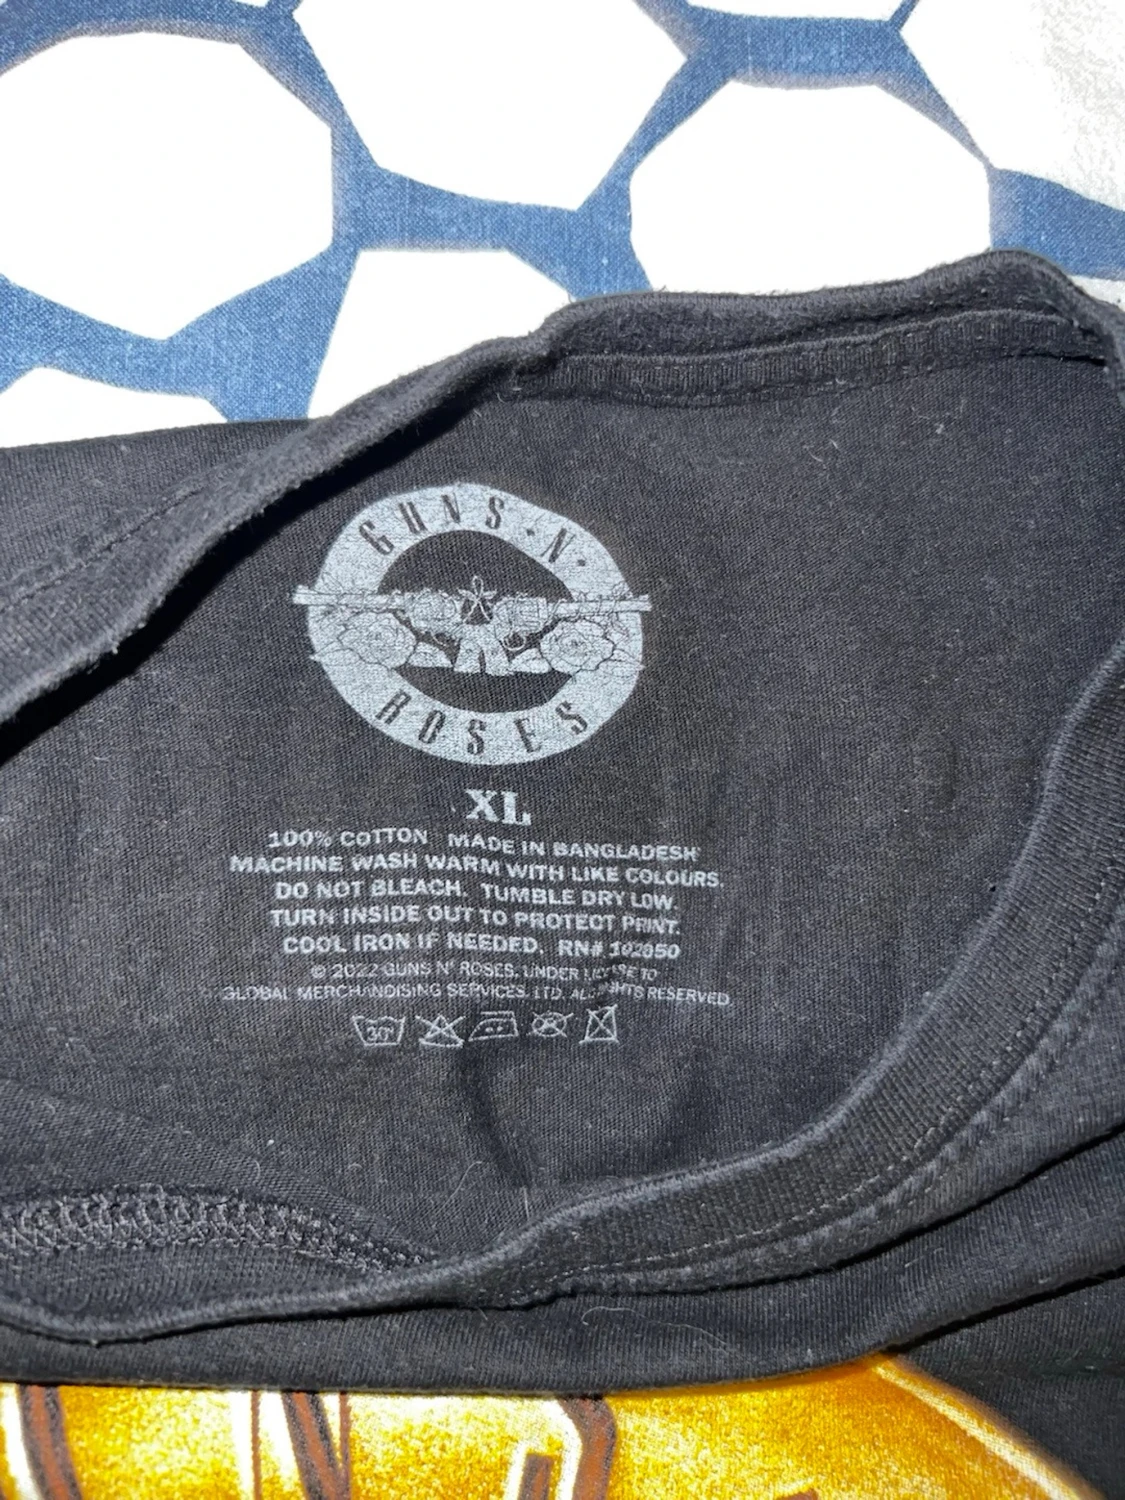 GUNS·N·
ROSES
XL
100% COTTON MADE IN BANGLADESH
MACHINE WASH WARM WITH LIKE COLOURS.
DO NOT BLEACH. TUMBLE DRY LOW.
TURN INSIDE OUT TO PROTECT PRINT.
COOL IRON IF NEEDED. RN# 102050
© 2022 GUNS N' ROSES. UNDER TO
GLOBAL MERCHANDISING SERVICES. LTD. RESERVED.
30°